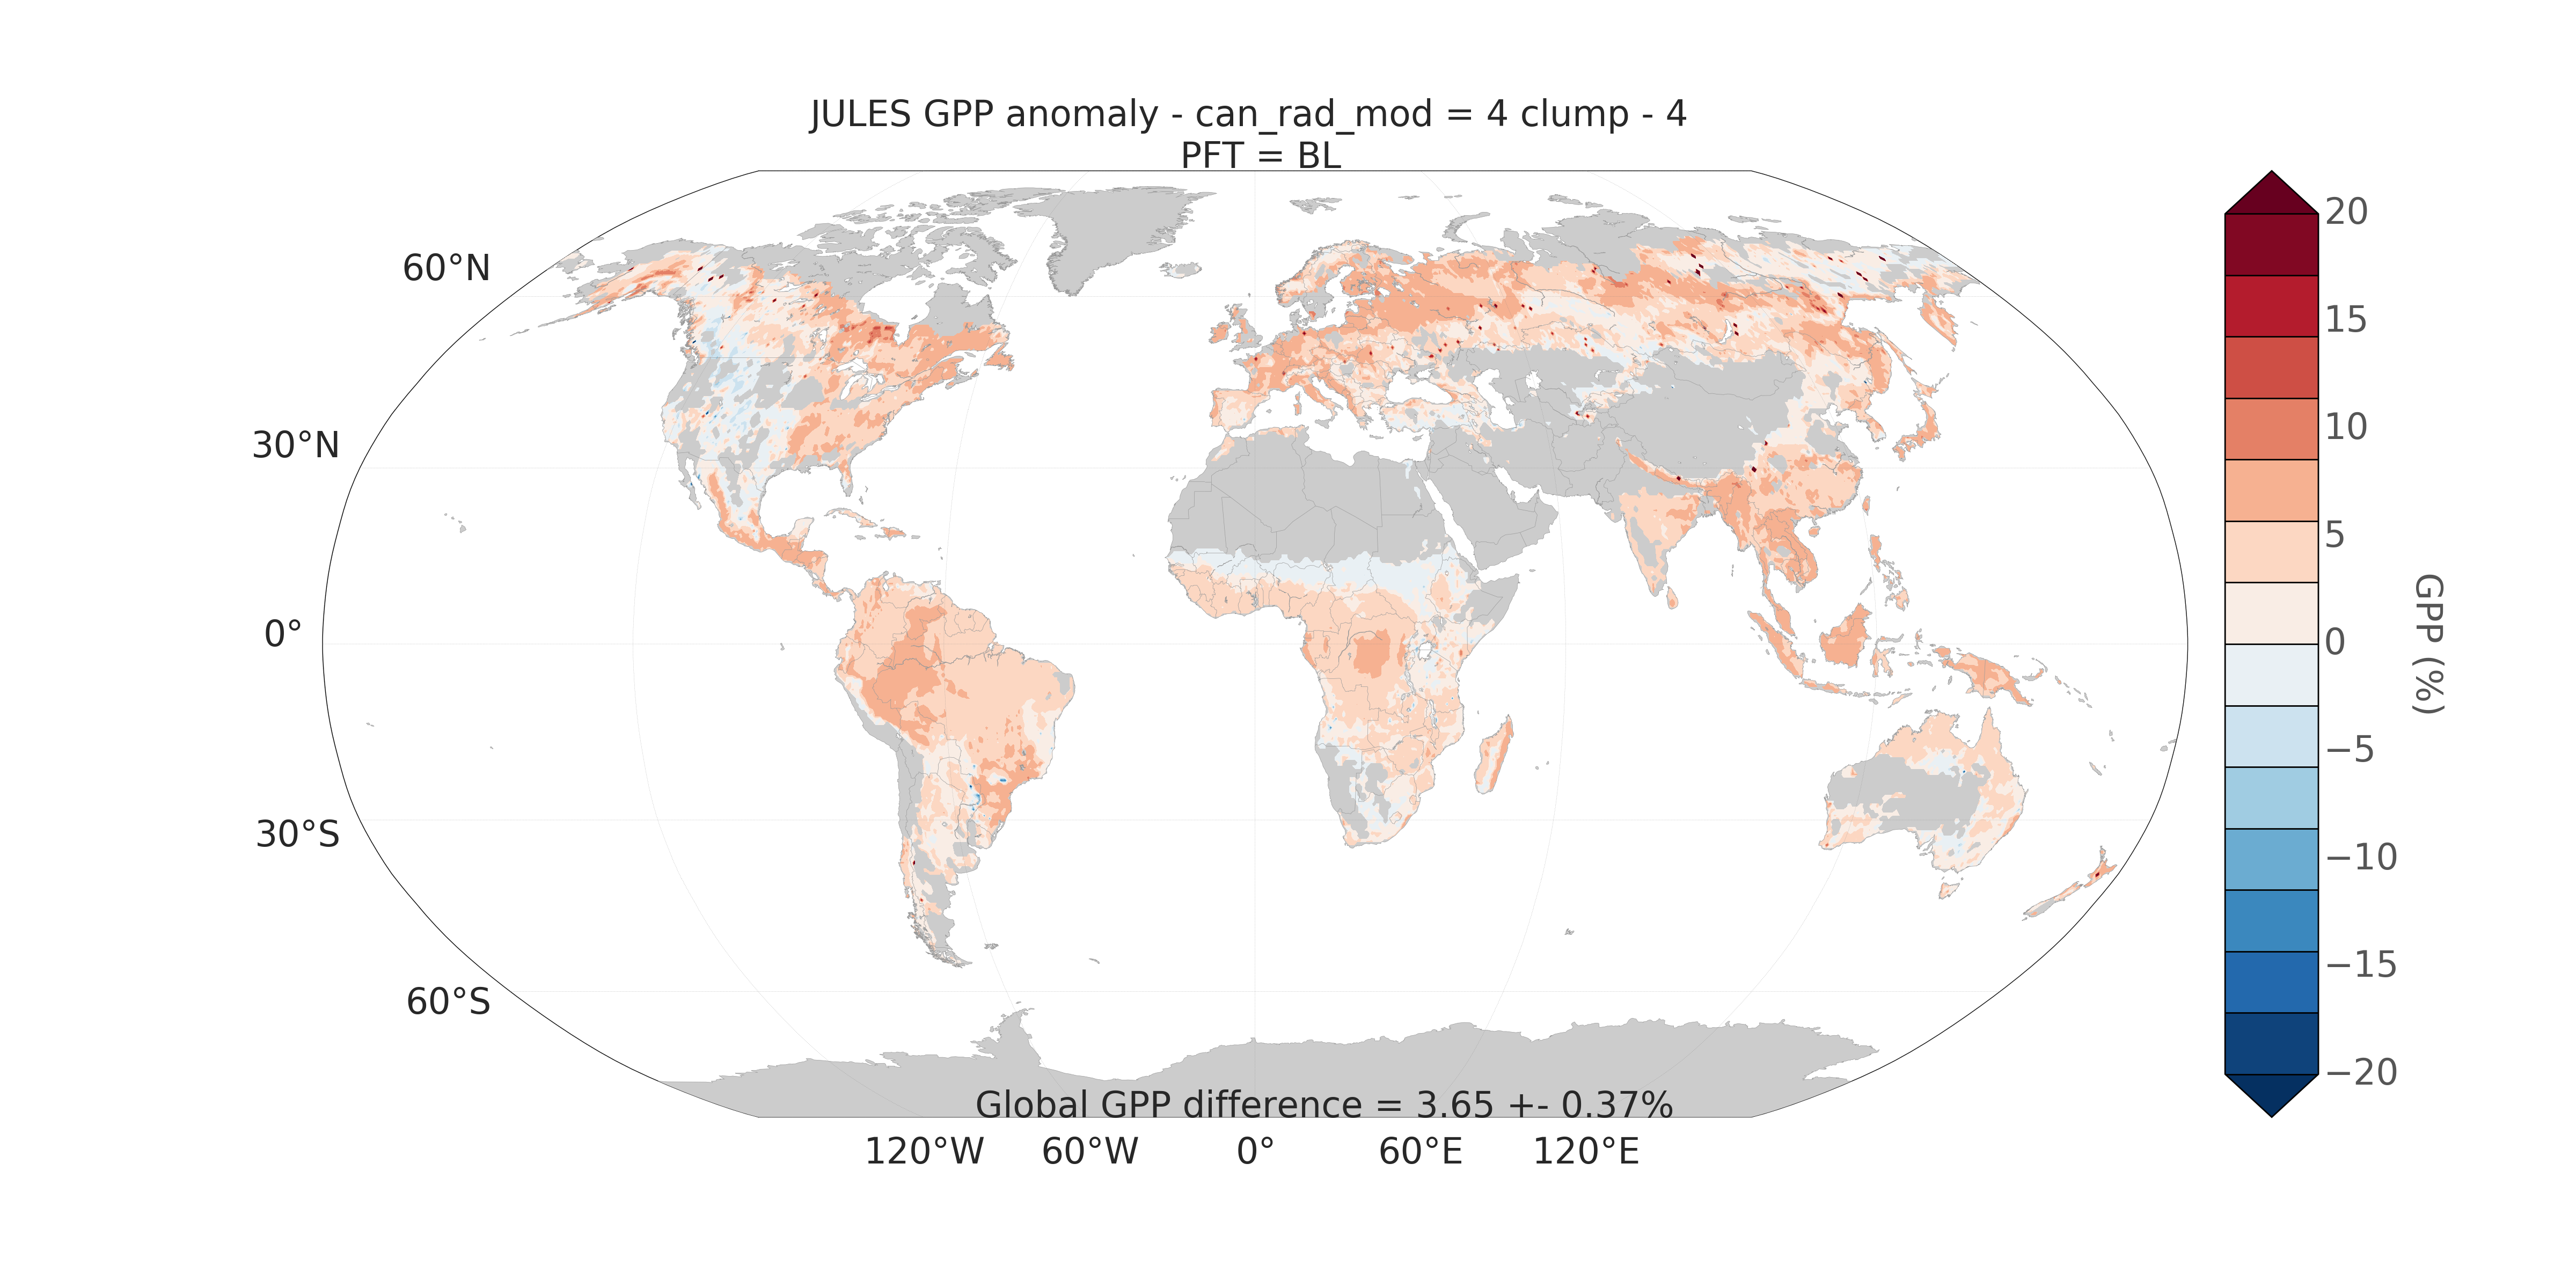 JULES GPP anomaly - can_rad_mod = 4 clump - 4
PFT = BL
60°N
30°N
0°
30°S
60°S
120°W 60°W 0° 60°E 120°E
Global GPP difference = 3.65 +- 0.37%
20
15
10
5
0
−5
−10
−15
−20
GPP (%)